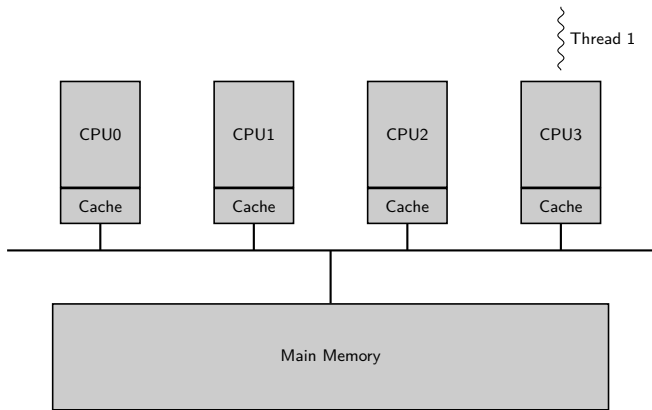 Thread 1
CPU0
CPU1
CPU2
CPU3
Cache
Cache
Cache
Cache
Main Memory